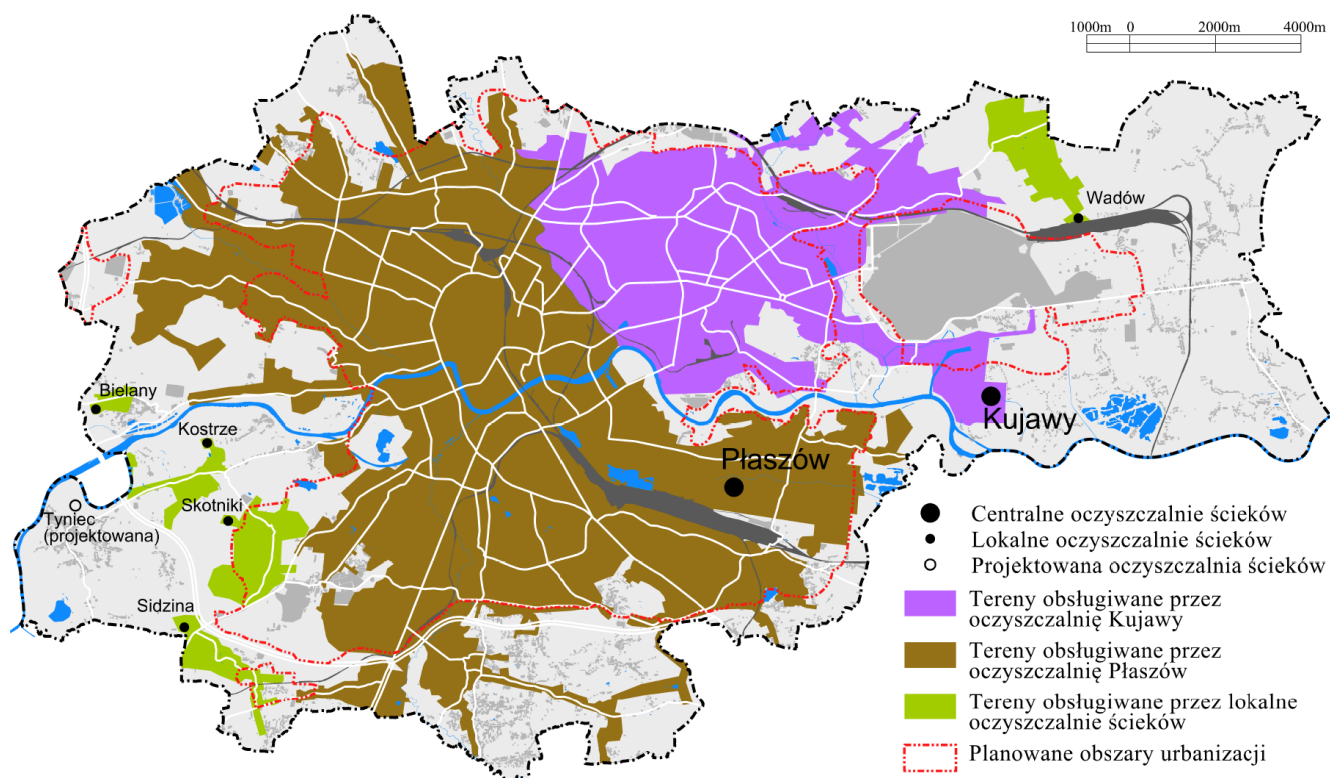 1000m 0 2000m 4000m
Wadów
Bielany
Kostrze
Kujawy
Płaszów
Skotniki
Tyniec
(projektowana)
Sidzina
Centralne oczyszczalnie ścieków
Lokalne oczyszczalnie ścieków
Projektowana oczyszczalnia ścieków
Tereny obsługiwane przez
oczyszczalnię Kujawy
Tereny obsługiwane przez
oczyszczalnię Płaszów
Tereny obsługiwane przez lokalne
oczyszczalnie ścieków
Planowane obszary urbanizacji